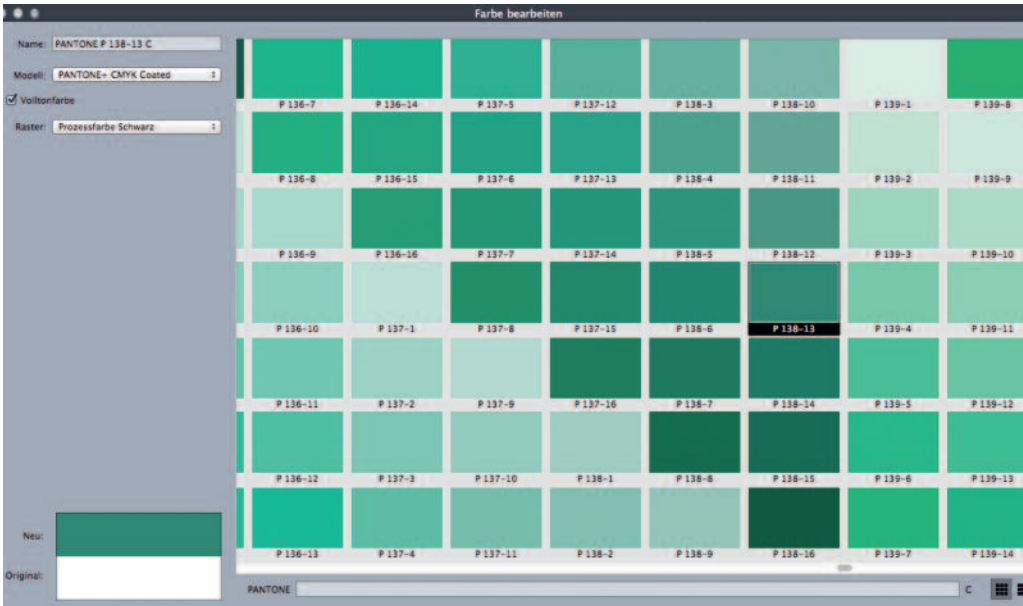 Farbe bearbeiten
Name: PANTONE P 138-13 C
Modell: PANTONE+ CMYK Coated
Volltonfarbe
Raster: Prozessfarbe Schwarz
P 136-7 P 136-14 P 137-5 P 137-12 P 138-3 P 138-10 P 139-1 P 139-8
P 136-8 P 136-15 P 137-6 P 137-13 P 138-4 P 138-11 P 139-2 P 139-9
P 136-9 P 136-16 P 137-7 P 137-14 P 138-5 P 138-12 P 139-3 P 139-10
P 136-10 P 137-1 P 137-8 P 137-15 P 138-6 P 138-13 P 139-4 P 139-11
P 136-11 P 137-2 P 137-9 P 137-16 P 138-7 P 138-14 P 139-5 P 139-12
P 136-12 P 137-3 P 137-10 P 138-1 P 138-8 P 138-15 P 139-6 P 139-13
P 136-13 P 137-4 P 137-11 P 138-2 P 138-9 P 138-16 P 139-7 P 139-14
Neu:
Original:
PANTONE C